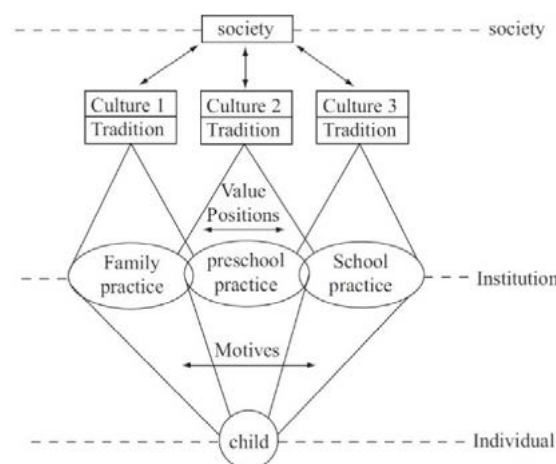 society
society
Culture 1
Culture 2
Culture 3
Tradition
Tradition
Tradition
Value
Positions
Family
practice
preschool
practice
School
practice
Institution
Motives
child
Individual